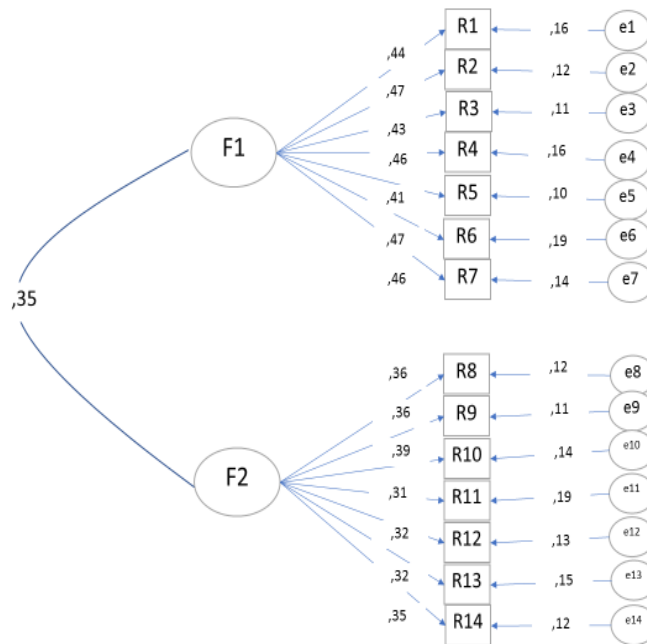 R1 ,16 e1
,44
R2 ,12 e2
,47
R3 ,11 e3
,43
F1 R4 ,16 e4
,46
R5 ,10 e5
,41
R6 ,19 e6
,47
R7 ,14 e7
,46
,35
R8 ,12 e8
,36
R9 ,11 e9
,36
R10 ,14 e10
,39
F2 R11 ,19 e11
,31
R12 ,13 e12
,32
R13 ,15 e13
,32
R14 ,12 e14
,35